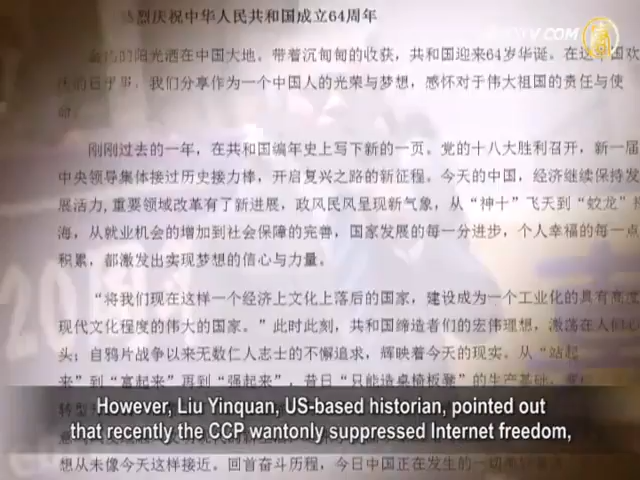 热烈庆祝中华人民共和国成立64周年
的阳光洒在中国大地。带着沉甸甸的收获，共和国迎来64岁华诞。在这
我们分享作为一个中国人的光荣与梦想，感怀对于伟大祖国的责任与使
命。
刚刚过去的一年，在共和国编年史上写下新的一页。党的十八大胜利召开，新一届
中央领导集体接过历史接力棒，开启复兴之路的新征程。今天的中国，经济继续保持发
展活力,重要领域改革有了新进展，政风民风呈现新气象，从“神十”飞天到“蛟龙”
海，从就业机会的增加到社会保障的完善，国家发展的每一分进步，个人幸福的每一点
积累，都激发出实现梦想的信心与力量。
“将我们现在这样一个经济上文化上落后的国家，建设成为一个工业化的具有高度
现代文化程度的伟大的国家。”此时此刻，共和国缔造者们的宏伟理想，激荡在人们心
头；自鸦片战争以来无数仁人志士的不懈追求，辉映着今天的现实。从“站起
来”到“富起来”再到“强起来”，昔日“只能造桌椅板凳”的生产基础，
However, Liu Yinquan, US-based historian, pointed out
that recently the CCP wantonly suppressed Internet freedom,
想从未像今天这样接近。回首奋斗历程，今日中国正在发生的一切